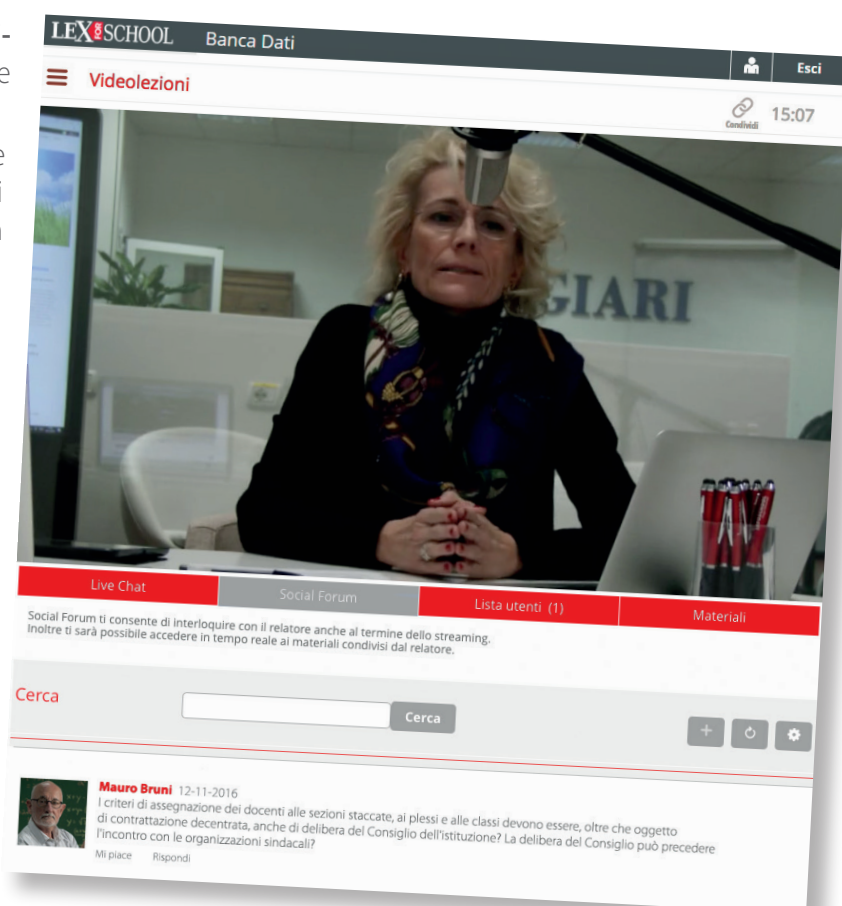 -
e
e
i
LEX FOR SCHOOL Banca Dati
Esci
Videolezioni
Condividi 15:07
GIARI
Live Chat Social Forum Lista utenti (1) Materiali
Social Forum ti consente di interloquire con il relatore anche al termine dello streaming.
Inoltre ti sarà possibile accedere in tempo reale ai materiali condivisi dal relatore.
Cerca
Cerca
Mauro Bruni 12-11-2016
I criteri di assegnazione dei docenti alle sezioni staccate, ai plessi e alle classi devono essere, oltre che oggetto
di contrattazione decentrata, anche di delibera del Consiglio dell'istituzione? La delibera del Consiglio può precedere
l'incontro con le organizzazioni sindacali?
Mi piace Rispondi